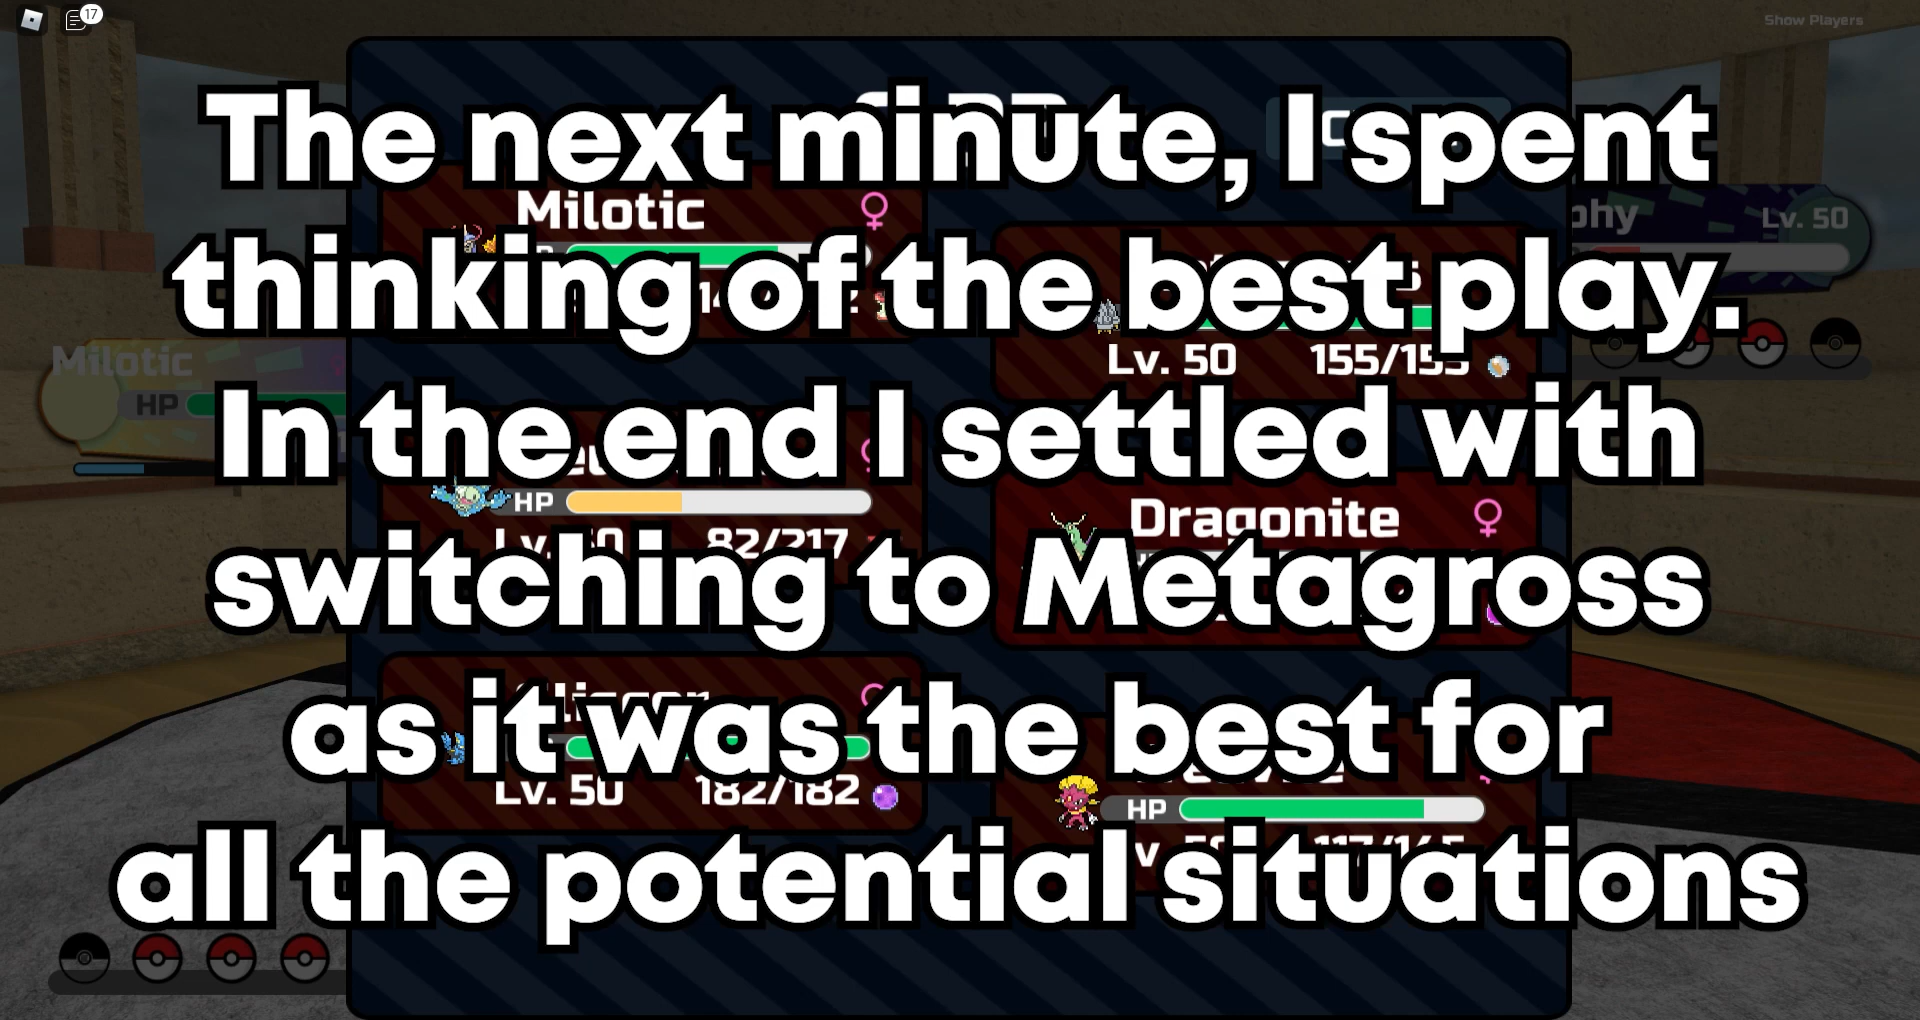 17
Show Players
The next minute, I spent
Milotic
Lv. 50
thinking of the best play.
Milotic
Lv. 50
155/155
HP
In the end I settled with
HP
Dragonite
82/217
switching to Metagross
as it was the best for
Lv. 50
182/182
HP
all the potential situations